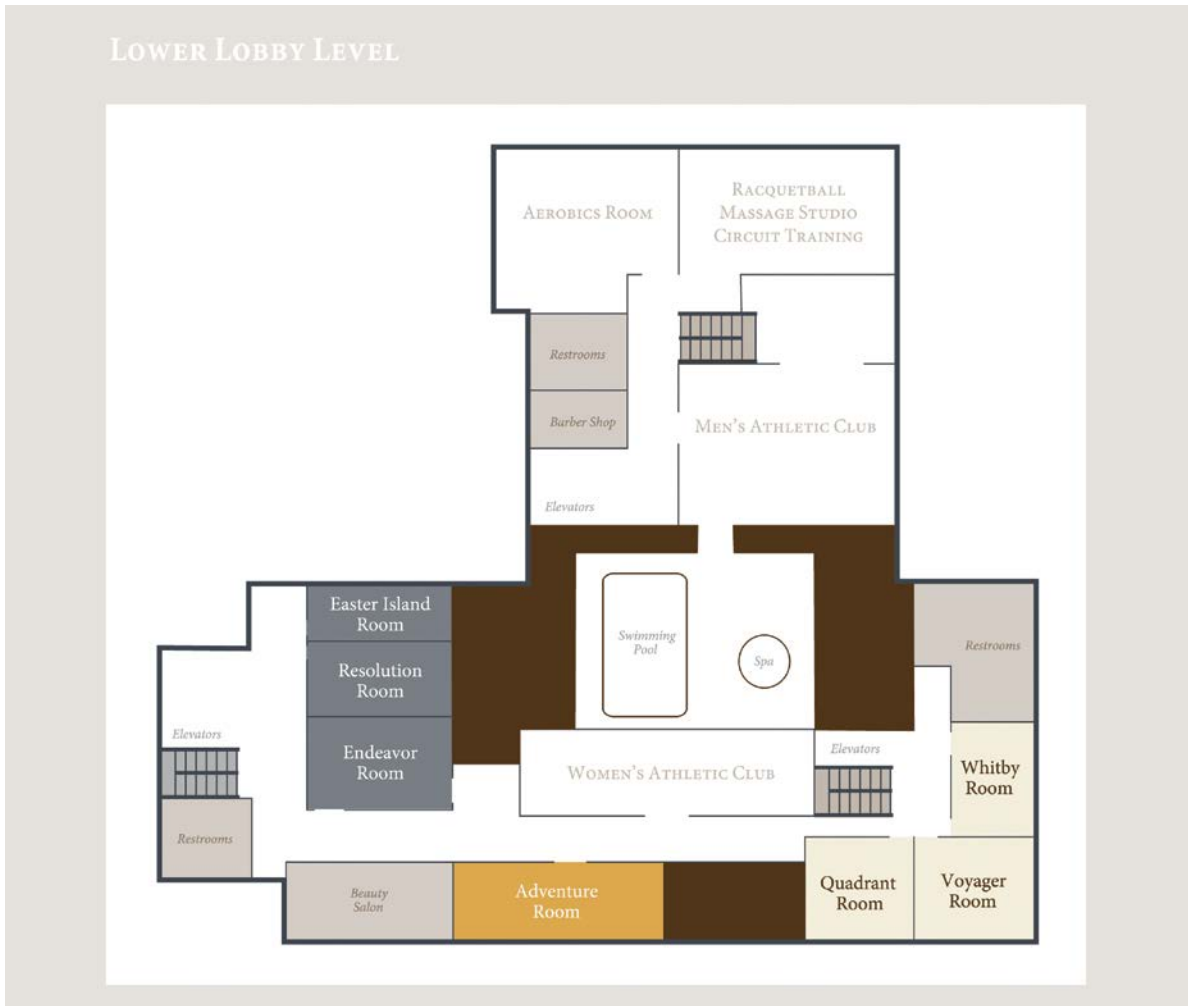 LOWER LOBBY LEVEL
AEROBICS ROOM
RACQUETBALL
MASSAGE STUDIO
CIRCUIT TRAINING
Restrooms
Barber Shop
MEN'S ATHLETIC CLUB
Elevators
Easter Island
Room
Resolution
Room
Endeavor
Room
Swimming
Pool
Spa
Restrooms
Elevators
Elevators
WOMEN'S ATHLETIC CLUB
Whitby
Room
Restrooms
Beauty
Salon
Adventure
Room
Quadrant
Room
Voyager
Room